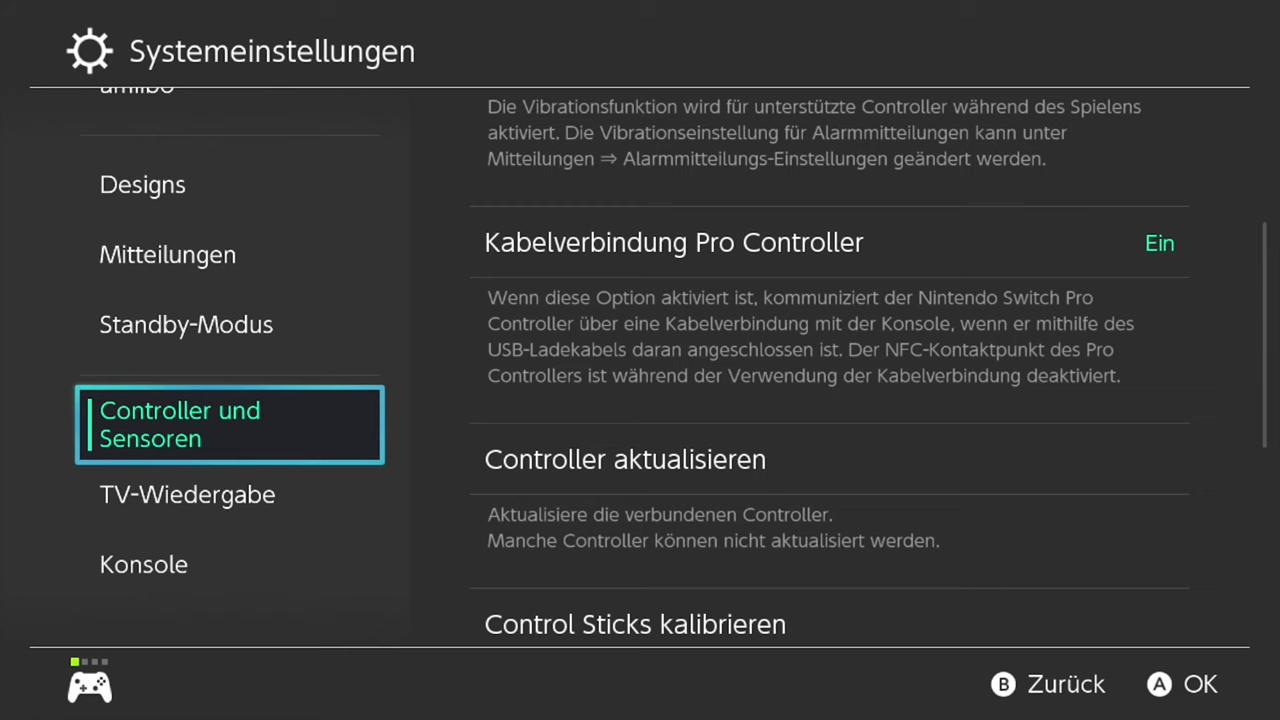 Systemeinstellungen
amiibo
Designs
Mitteilungen
Standby-Modus
Controller und
Sensoren
TV-Wiedergabe
Konsole
Die Vibrationsfunktion wird für unterstützte Controller während des Spielens
aktiviert. Die Vibrationseinstellung für Alarmmitteilungen kann unter
Mitteilungen ⇒ Alarmmitteilungs-Einstellungen geändert werden.
Kabelverbindung Pro Controller Ein
Wenn diese Option aktiviert ist, kommuniziert der Nintendo Switch Pro
Controller über eine Kabelverbindung mit der Konsole, wenn er mithilfe des
USB-Ladekabels daran angeschlossen ist. Der NFC-Kontaktpunkt des Pro
Controllers ist während der Verwendung der Kabelverbindung deaktiviert.
Controller aktualisieren
Aktualisiere die verbundenen Controller.
Manche Controller können nicht aktualisiert werden.
Control Sticks kalibrieren
B Zurück A OK